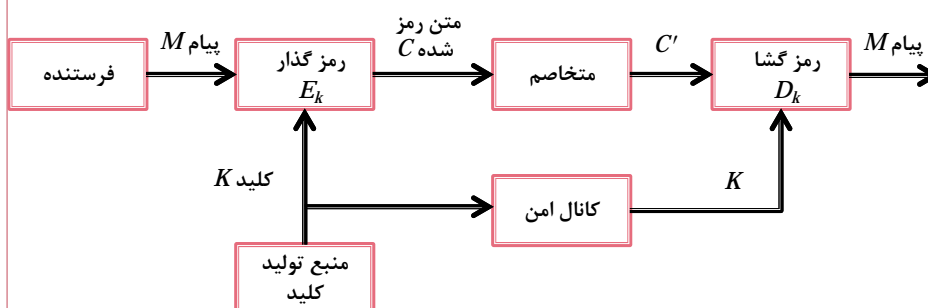 فرستنده
پیام M
رمز گذار
E_k
متن رمز
شده C
متخاصم
C'
رمز گشا
D_k
پیام M
کلید K
کانال امن
K
منبع تولید
کلید